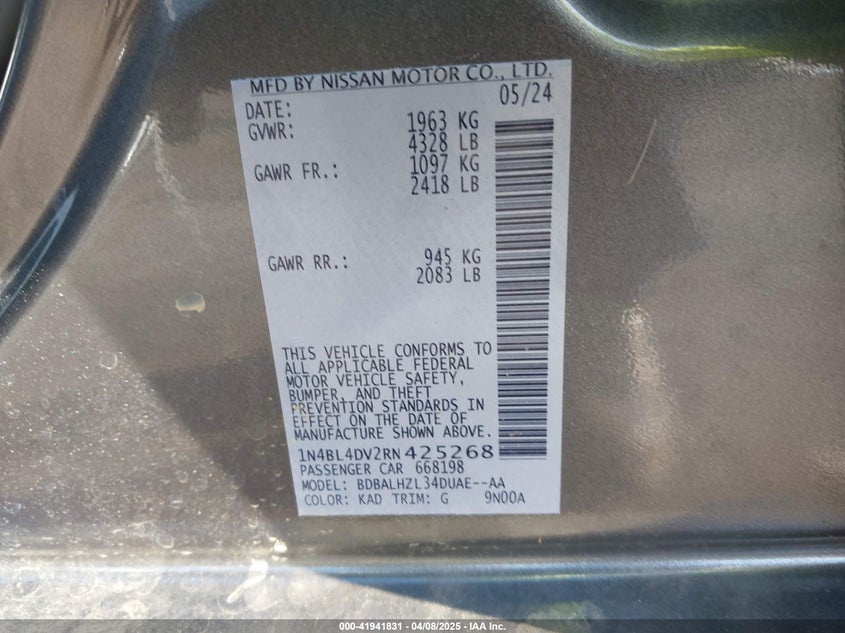 MFD BY NISSAN MOTOR CO., LTD.
DATE: 05/24
GVWR: 1963 KG
4328 LB
GAWR FR.: 1097 KG
2418 LB
GAWR RR.: 945 KG
2083 LB
THIS VEHICLE CONFORMS TO
ALL APPLICABLE FEDERAL
MOTOR VEHICLE SAFETY,
BUMPER, AND THEFT
PREVENTION STANDARDS IN
EFFECT ON THE DATE OF
MANUFACTURE SHOWN ABOVE.
1N4BL4DV2RN425268
PASSENGER CAR 668198
MODEL: BDBALHZL34DUAE--AA
COLOR: KAD TRIM: G 9N00A
000-41941831 - 04/08/2025 - IAA Inc.